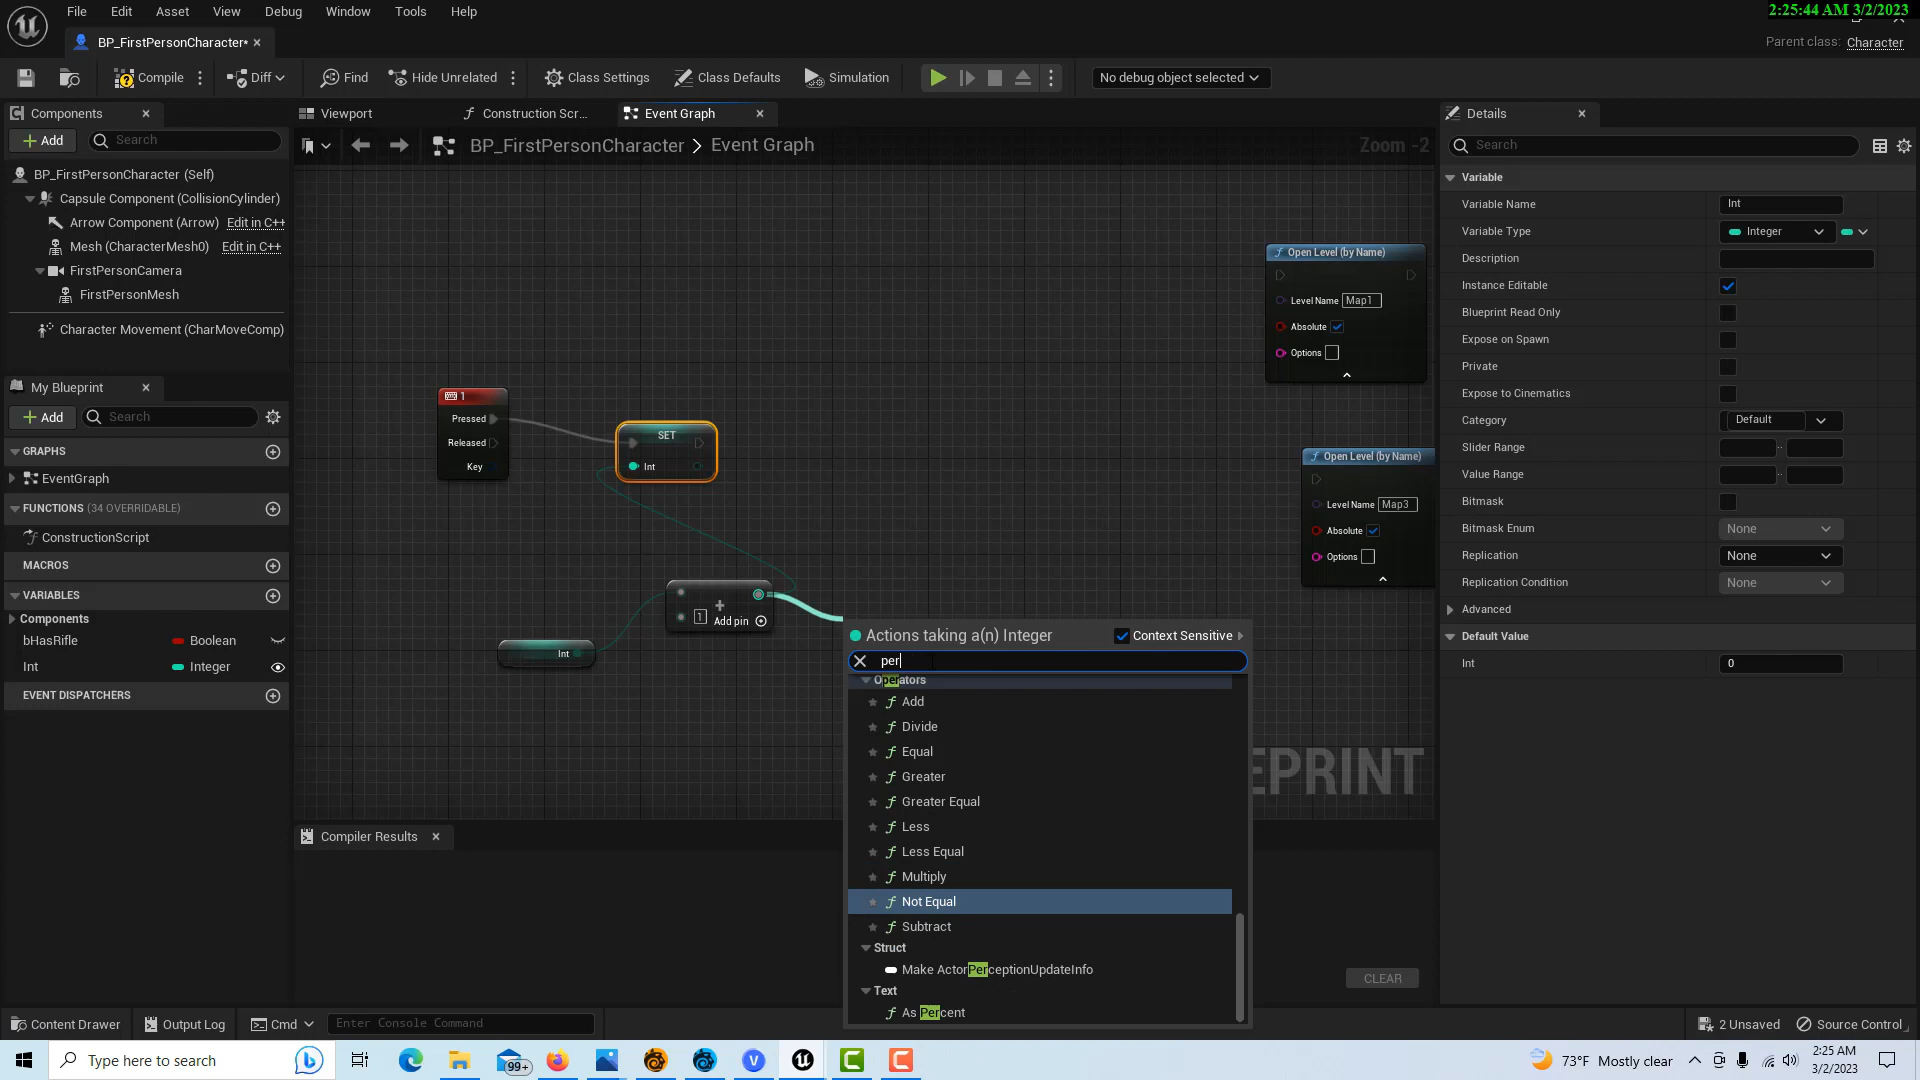 2:25:44 AM 3/2/2023
File Edit Asset View Debug Window Tools Help
BP_FirstPersonCharacter*
Parent class: Character
Compile Diff Find Hide Unrelated Class Settings Class Defaults Simulation No debug object selected
Components
Add Search
BP_FirstPersonCharacter (Self)
Capsule Component (CollisionCylinder)
Arrow Component (Arrow) Edit in C++
Mesh (CharacterMesh0) Edit in C++
FirstPersonCamera
FirstPersonMesh
Character Movement (CharMoveComp)
My Blueprint
Add Search
GRAPHS
EventGraph
FUNCTIONS (34 OVERRIDABLE)
ConstructionScript
MACROS
VARIABLES
Components
bHasRifle Boolean
Int Integer
EVENT DISPATCHERS
Viewport Construction Scr... Event Graph
BP_FirstPersonCharacter > Event Graph
Zoom -2
1
Pressed
Released
Key
SET
Int
Int
1 Add pin
Open Level (by Name)
Level Name Map1
Absolute
Options
Open Level (by Name)
Level Name Map3
Absolute
Options
EPRINT
Actions taking a(n) Integer Context Sensitive
per
Operators
Add
Divide
Equal
Greater
Greater Equal
Less
Less Equal
Multiply
Not Equal
Subtract
Struct
Make ActorPerceptionUpdateInfo
Text
As Percent
Compiler Results
CLEAR
Details
Search
Variable
Variable Name Int
Variable Type Integer
Description
Instance Editable
Blueprint Read Only
Expose on Spawn
Private
Expose to Cinematics
Category Default
Slider Range
Value Range
Bitmask
Bitmask Enum None
Replication None
Replication Condition None
Advanced
Default Value
Int 0
Content Drawer Output Log Cmd Enter Console Command 2 Unsaved Source Control
Type here to search 99+ 73°F Mostly clear 2:25 AM
3/2/2023